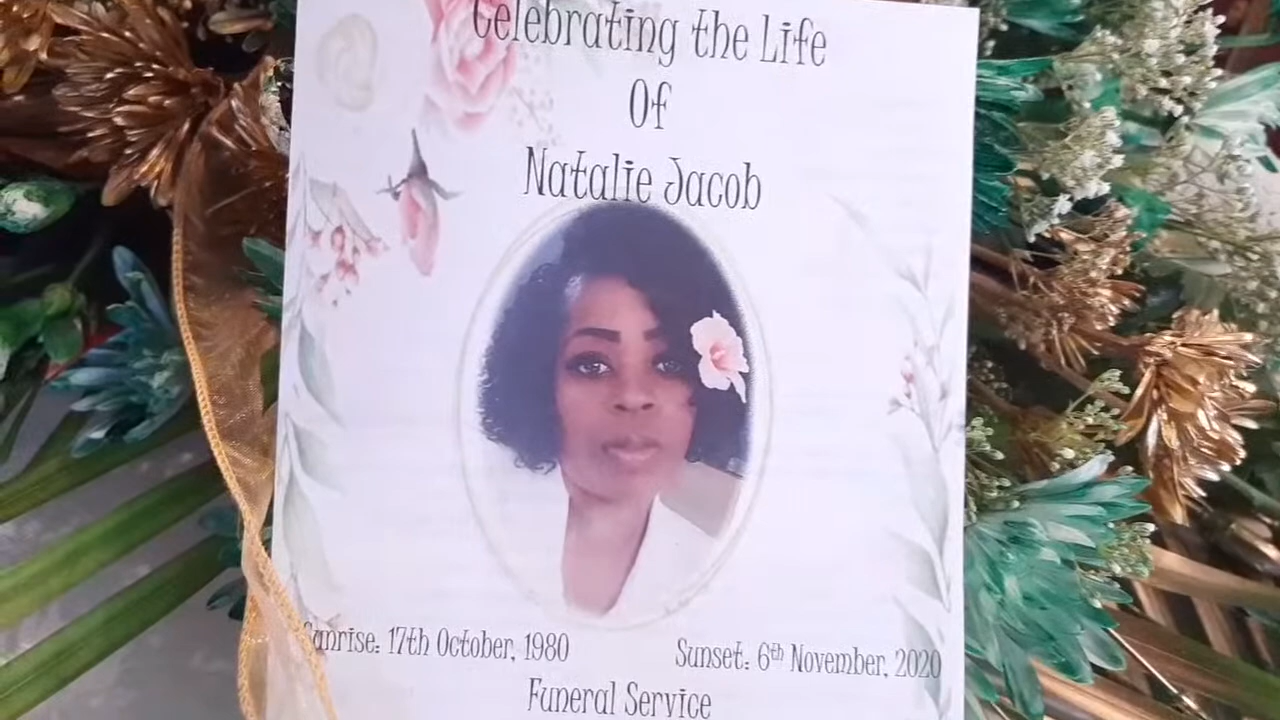 Celebrating the Life
Of
Natalie Jacob
Sunrise: 17th October, 1980
Sunset: 6th November, 2020
Funeral Service